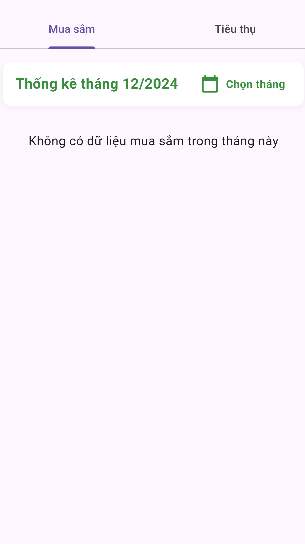 Mua sắm
Tiêu thụ
Thống kê tháng 12/2024
Chọn tháng
Không có dữ liệu mua sắm trong tháng này